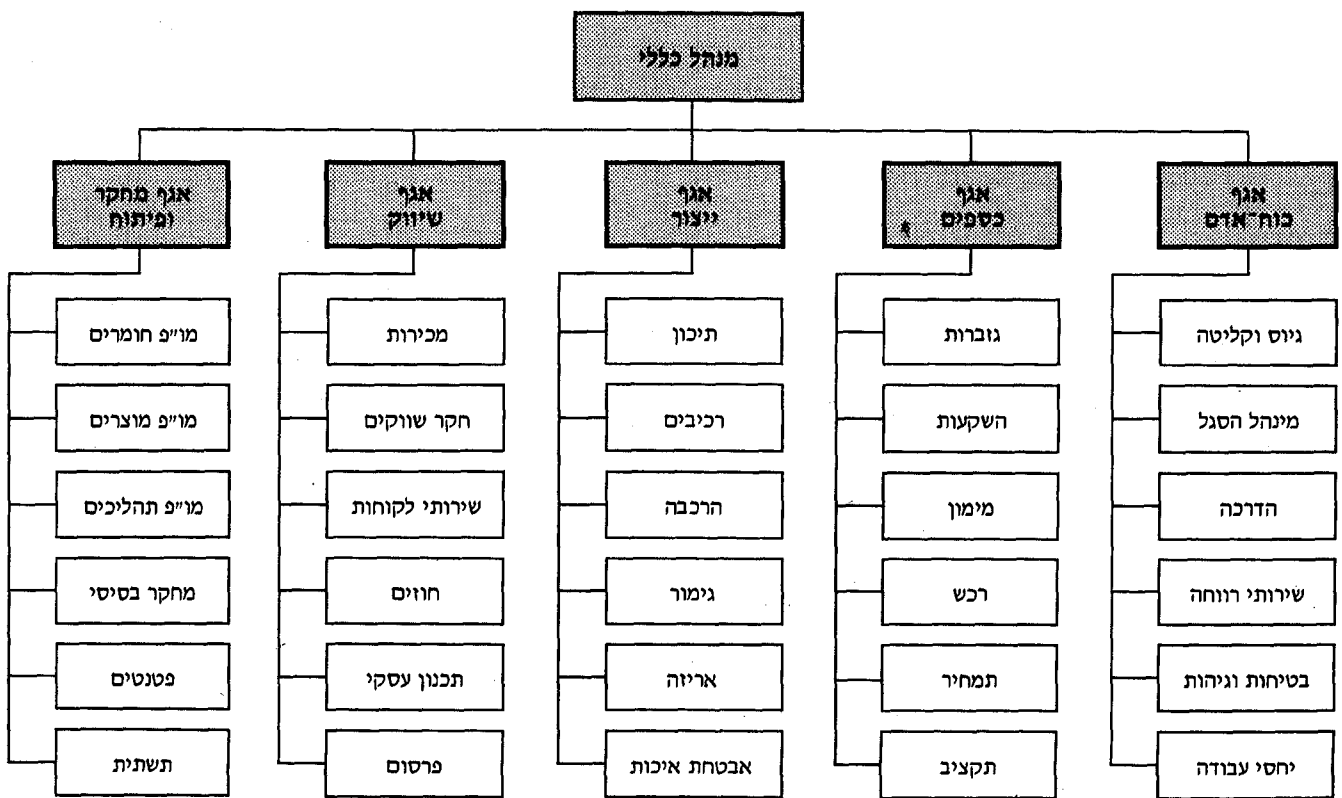 מנהל כללי
אגף
כוח־אדם
אגף
כספים
אגף
ייצור
אגף
שיווק
אגף מחקר
ופיתוח
גיוס וקליטה
גזברות
תיכון
מכירות
מו״פ חומרים
מינהל הסגל
השקעות
רכיבים
חקר שווקים
מו״פ מוצרים
הדרכה
מימון
הרכבה
שירותי לקוחות
מו״פ תהליכים
שירותי רווחה
רכש
גימור
חוזים
מחקר בסיסי
בטיחות וגיהות
תמחיר
אריזה
תכנון עסקי
פטנטים
יחסי עבודה
תקציב
אבטחת איכות
פרסום
תשתית